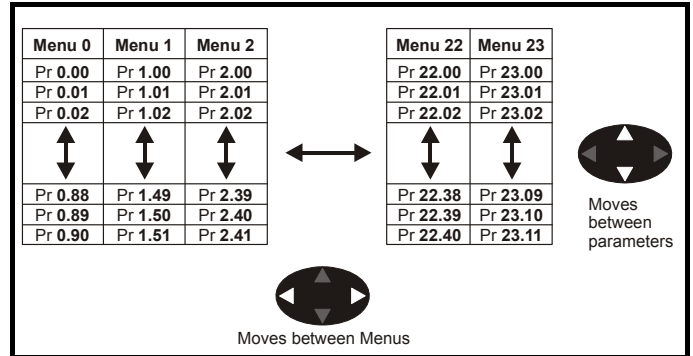 Menu 0 Menu 1 Menu 2 Menu 22 Menu 23
Pr 0.00 Pr 1.00 Pr 2.00 Pr 22.00 Pr 23.00
Pr 0.01 Pr 1.01 Pr 2.01 Pr 22.01 Pr 23.01
Pr 0.02 Pr 1.02 Pr 2.02 Pr 22.02 Pr 23.02
Pr 0.88 Pr 1.49 Pr 2.39 Pr 22.38 Pr 23.09
Pr 0.89 Pr 1.50 Pr 2.40 Pr 22.39 Pr 23.10
Pr 0.90 Pr 1.51 Pr 2.41 Pr 22.40 Pr 23.11
Moves
between
parameters
Moves between Menus